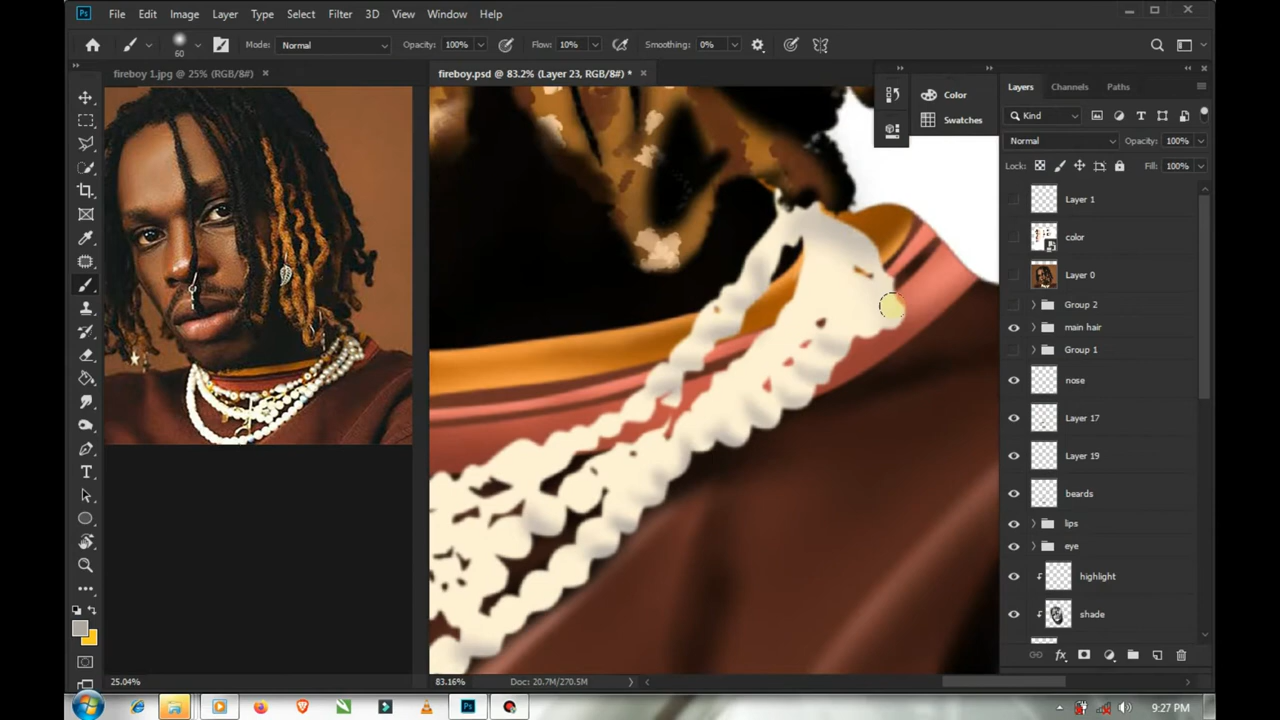 Ps File Edit Image Layer Type Select Filter 3D View Window Help
60 Mode: Normal Opacity: 100% Flow: 10% Smoothing: 0%
fireboy 1.jpg @ 25% (RGB/8#) × fireboy.psd @ 83.2% (Layer 23, RGB/8#) * ×
Color
Swatches
Layers Channels Paths
Kind
Normal Opacity: 100%
Lock: Fill: 100%
Layer 1
color
Layer 0
Group 2
main hair
Group 1
nose
Layer 17
Layer 19
beards
lips
eye
highlight
shade
fx
25.04% 83.16% Doc: 20.7M/270.5M
Ps 9:27 PM